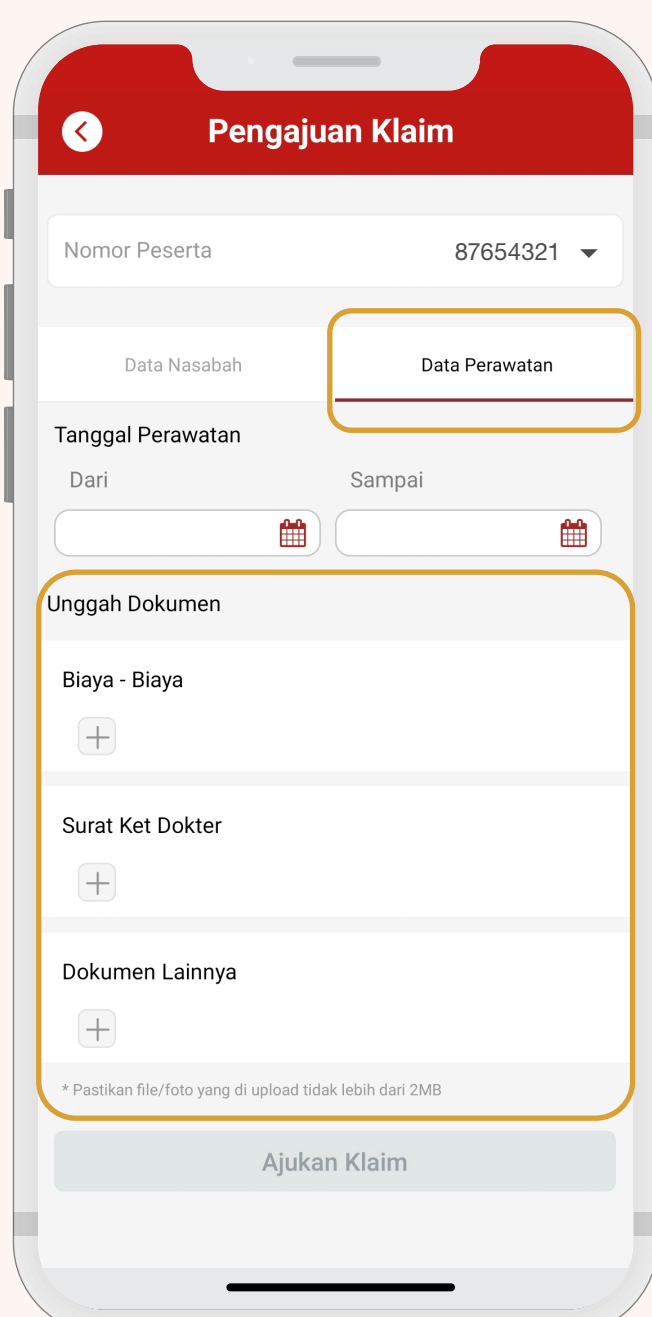 Pengajuan Klaim
Nomor Peserta 87654321
Data Nasabah Data Perawatan
Tanggal Perawatan
Dari Sampai
Unggah Dokumen
Biaya - Biaya
Surat Ket Dokter
Dokumen Lainnya
* Pastikan file/foto yang di upload tidak lebih dari 2MB
Ajukan Klaim